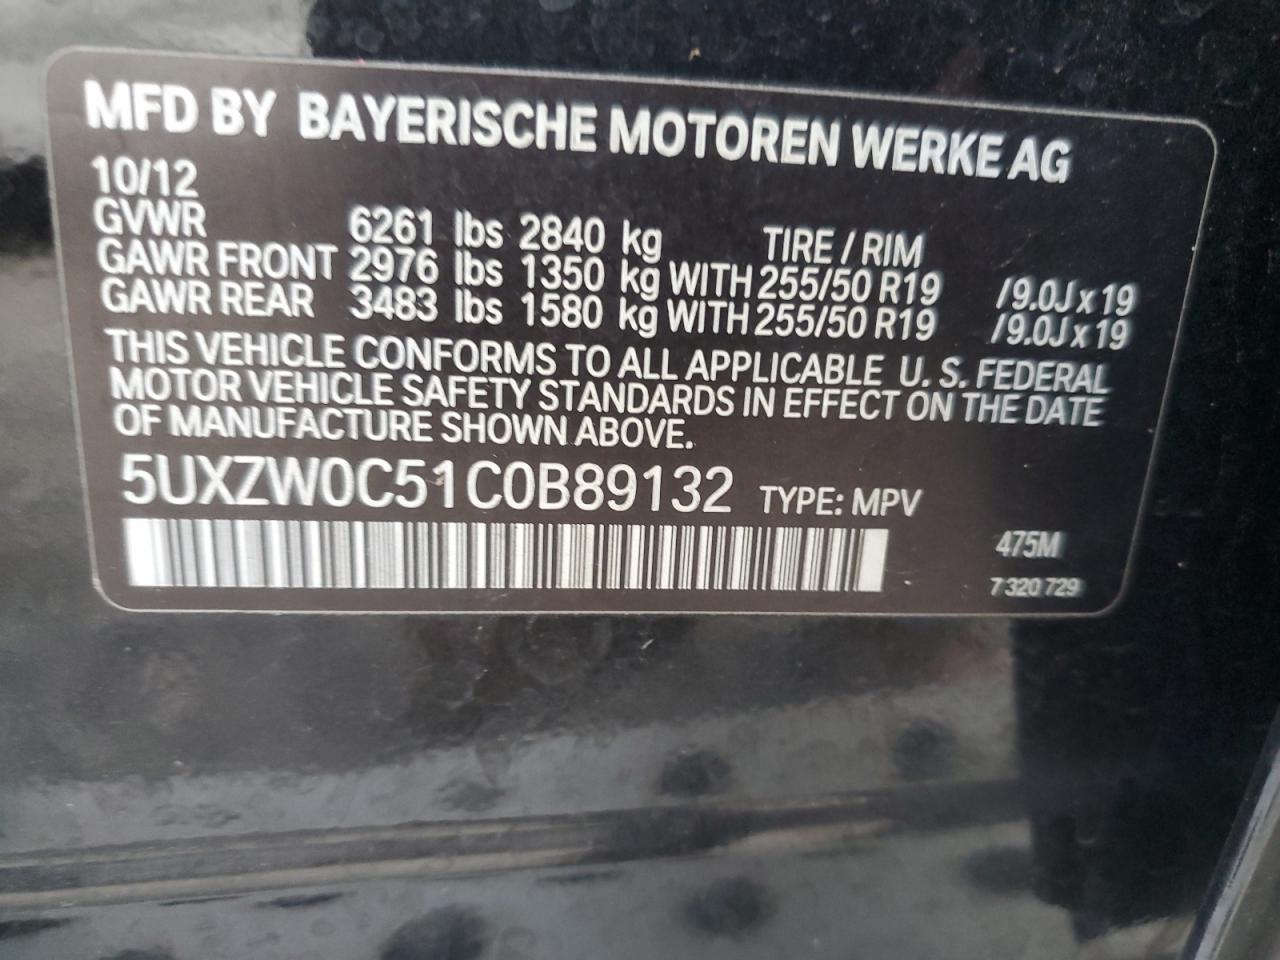 MFD BY BAYERISCHE MOTOREN WERKE AG
10/12
GVWR 6261 lbs 2840 kg TIRE / RIM
GAWR FRONT 2976 lbs 1350 kg WITH 255/50 R19 /9.0J x 19
GAWR REAR 3483 lbs 1580 kg WITH 255/50 R19 /9.0J x 19
THIS VEHICLE CONFORMS TO ALL APPLICABLE U. S. FEDERAL
MOTOR VEHICLE SAFETY STANDARDS IN EFFECT ON THE DATE
OF MANUFACTURE SHOWN ABOVE.
5UXZW0C51C0B89132 TYPE: MPV
475M
7 320 729